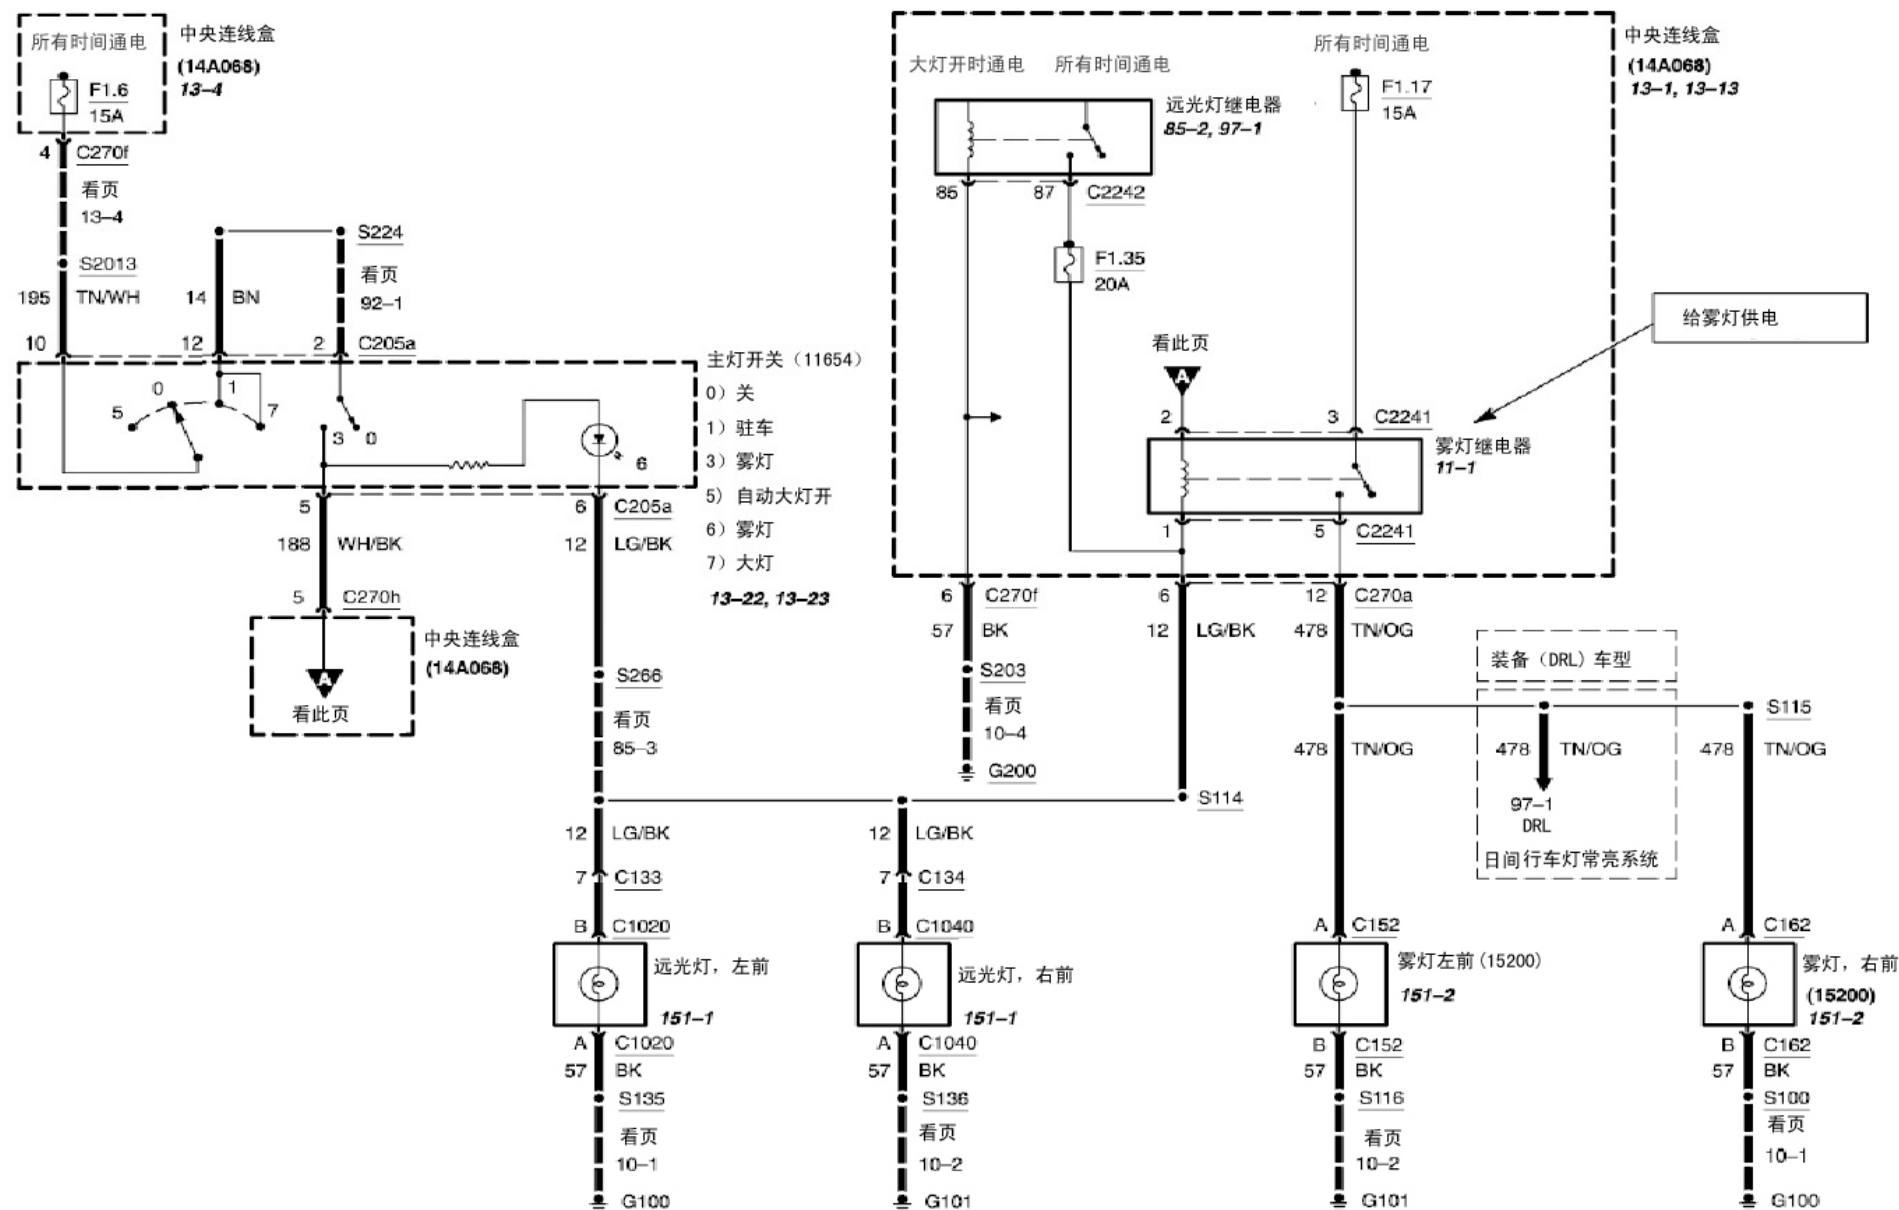 所有时间通电
中央连线盒
(14A068)
13-4
F1.6
15A
4
C270f
看页
13-4
S2013
195
TN/WH
10
S224
看页
92-1
14
BN
12
2
C205a
5
0
1
7
3
0
6
主灯开关（11654）
0）关
1）驻车
3）雾灯
5）自动大灯开
6）雾灯
7）大灯
13-22, 13-23
5
188
WH/BK
5
C270h
中央连线盒
(14A068)
A
看此页
6
C205a
12
LG/BK
S266
看页
85-3
大灯开时通电
所有时间通电
所有时间通电
中央连线盒
(14A068)
13-1, 13-13
远光灯继电器
85-2, 97-1
F1.17
15A
85
87
C2242
F1.35
20A
看此页
A
2
3
C2241
给雾灯供电
雾灯继电器
11-1
1
5
C2241
6
C270f
57
BK
S203
看页
10-4
G200
6
12
LG/BK
S114
12
C270a
478
TN/OG
装备（DRL）车型
S115
478
TN/OG
478
TN/OG
478
TN/OG
97-1
DRL
日间行车灯常亮系统
12
LG/BK
7
C133
B
C1020
远光灯，左前
151-1
A
C1020
57
BK
S135
看页
10-1
G100
12
LG/BK
7
C134
B
C1040
远光灯，右前
151-1
A
C1040
57
BK
S136
看页
10-2
G101
A
C152
雾灯左前(15200)
151-2
B
C152
57
BK
S116
看页
10-2
G101
A
C162
雾灯，右前
(15200)
151-2
B
C162
57
BK
S100
看页
10-1
G100